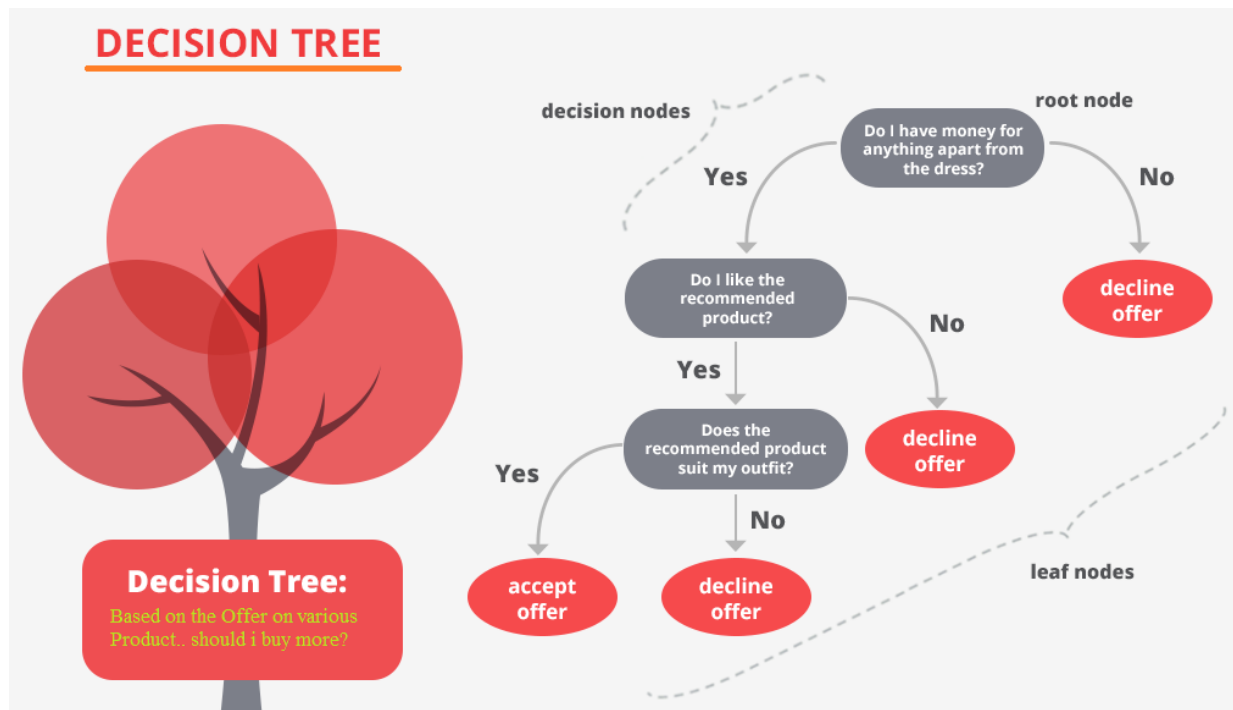 DECISION TREE
decision nodes
root node
Do I have money for
anything apart from
the dress?
Yes
No
Do I like the
recommended
product?
decline
offer
No
Yes
Does the
recommended product
suit my outfit?
decline
offer
Yes
No
accept
offer
decline
offer
leaf nodes
Decision Tree:
Based on the Offer on various
Product.. should i buy more?